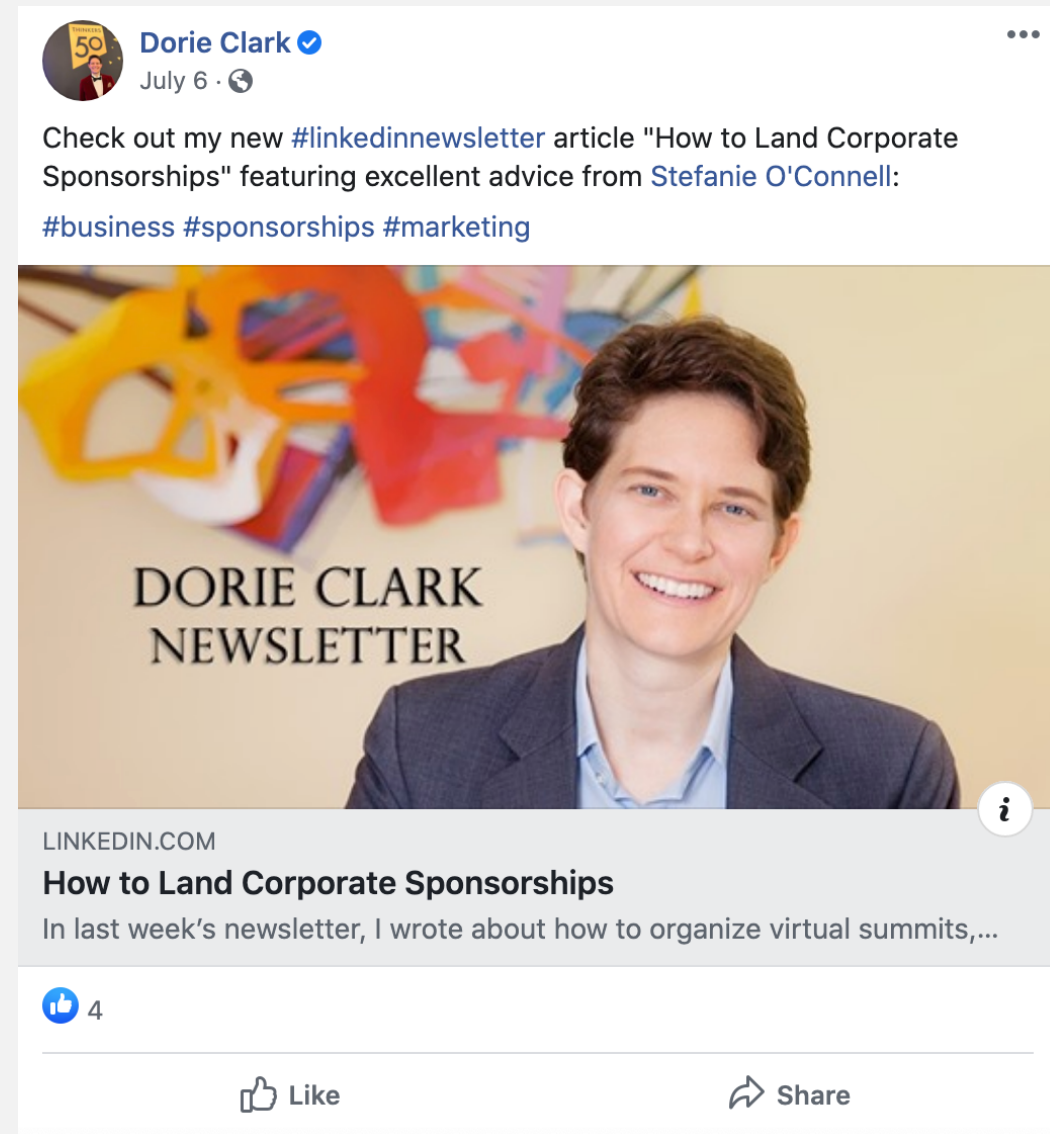 THINKERS
50
Dorie Clark
July 6 ·
Check out my new #linkedinnewsletter article "How to Land Corporate
Sponsorships" featuring excellent advice from Stefanie O'Connell:
#business #sponsorships #marketing
DORIE CLARK
NEWSLETTER
i
LINKEDIN.COM
How to Land Corporate Sponsorships
In last week’s newsletter, I wrote about how to organize virtual summits,...
4
Like
Share